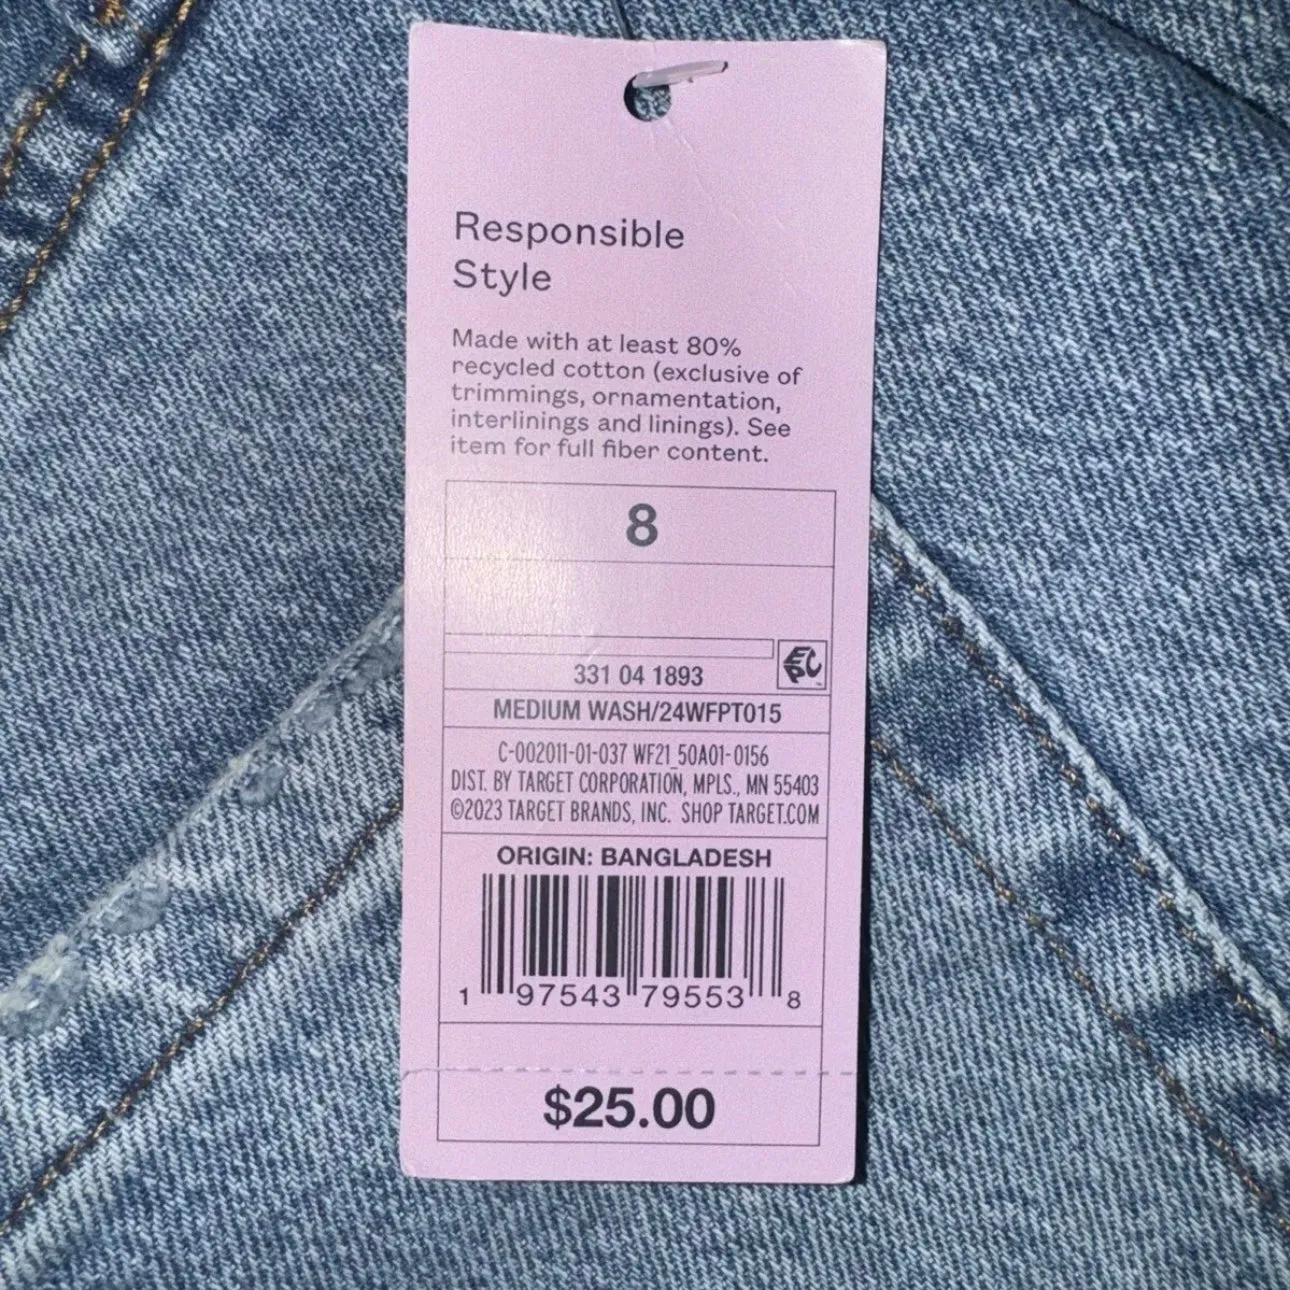 Responsible
Style
Made with at least 80%
recycled cotton (exclusive of
trimmings, ornamentation,
interlinings and linings). See
item for full fiber content.
8
EPC
331 04 1893
MEDIUM WASH/24WFPT015
C-002011-01-037 WF21_50A01-0156
DIST. BY TARGET CORPORATION, MPLS., MN 55403
©2023 TARGET BRANDS, INC. SHOP TARGET.COM
ORIGIN: BANGLADESH
1 97543 79553 8
$25.00